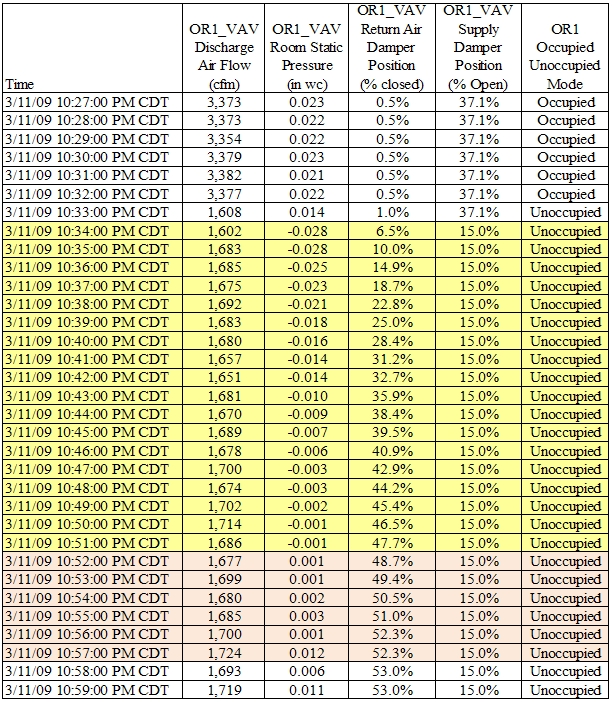 Time OR1_VAV Discharge Air Flow (cfm) OR1_VAV Room Static Pressure (in wc) OR1_VAV Return Air Damper Position (% closed) OR1_VAV Supply Damper Position (% Open) OR1 Occupied Unoccupied Mode
3/11/09 10:27:00 PM CDT 3,373 0.023 0.5% 37.1% Occupied
3/11/09 10:28:00 PM CDT 3,373 0.022 0.5% 37.1% Occupied
3/11/09 10:29:00 PM CDT 3,354 0.022 0.5% 37.1% Occupied
3/11/09 10:30:00 PM CDT 3,379 0.023 0.5% 37.1% Occupied
3/11/09 10:31:00 PM CDT 3,382 0.021 0.5% 37.1% Occupied
3/11/09 10:32:00 PM CDT 3,377 0.022 0.5% 37.1% Occupied
3/11/09 10:33:00 PM CDT 1,608 0.014 1.0% 37.1% Unoccupied
3/11/09 10:34:00 PM CDT 1,602 -0.028 6.5% 15.0% Unoccupied
3/11/09 10:35:00 PM CDT 1,683 -0.028 10.0% 15.0% Unoccupied
3/11/09 10:36:00 PM CDT 1,685 -0.025 14.9% 15.0% Unoccupied
3/11/09 10:37:00 PM CDT 1,675 -0.023 18.7% 15.0% Unoccupied
3/11/09 10:38:00 PM CDT 1,692 -0.021 22.8% 15.0% Unoccupied
3/11/09 10:39:00 PM CDT 1,683 -0.018 25.0% 15.0% Unoccupied
3/11/09 10:40:00 PM CDT 1,680 -0.016 28.4% 15.0% Unoccupied
3/11/09 10:41:00 PM CDT 1,657 -0.014 31.2% 15.0% Unoccupied
3/11/09 10:42:00 PM CDT 1,651 -0.014 32.7% 15.0% Unoccupied
3/11/09 10:43:00 PM CDT 1,681 -0.010 35.9% 15.0% Unoccupied
3/11/09 10:44:00 PM CDT 1,670 -0.009 38.4% 15.0% Unoccupied
3/11/09 10:45:00 PM CDT 1,689 -0.007 39.5% 15.0% Unoccupied
3/11/09 10:46:00 PM CDT 1,678 -0.006 40.9% 15.0% Unoccupied
3/11/09 10:47:00 PM CDT 1,700 -0.003 42.9% 15.0% Unoccupied
3/11/09 10:48:00 PM CDT 1,674 -0.003 44.2% 15.0% Unoccupied
3/11/09 10:49:00 PM CDT 1,702 -0.002 45.4% 15.0% Unoccupied
3/11/09 10:50:00 PM CDT 1,714 -0.001 46.5% 15.0% Unoccupied
3/11/09 10:51:00 PM CDT 1,686 -0.001 47.7% 15.0% Unoccupied
3/11/09 10:52:00 PM CDT 1,677 0.001 48.7% 15.0% Unoccupied
3/11/09 10:53:00 PM CDT 1,699 0.001 49.4% 15.0% Unoccupied
3/11/09 10:54:00 PM CDT 1,680 0.002 50.5% 15.0% Unoccupied
3/11/09 10:55:00 PM CDT 1,685 0.003 51.0% 15.0% Unoccupied
3/11/09 10:56:00 PM CDT 1,700 0.001 52.3% 15.0% Unoccupied
3/11/09 10:57:00 PM CDT 1,724 0.012 52.3% 15.0% Unoccupied
3/11/09 10:58:00 PM CDT 1,693 0.006 53.0% 15.0% Unoccupied
3/11/09 10:59:00 PM CDT 1,719 0.011 53.0% 15.0% Unoccupied